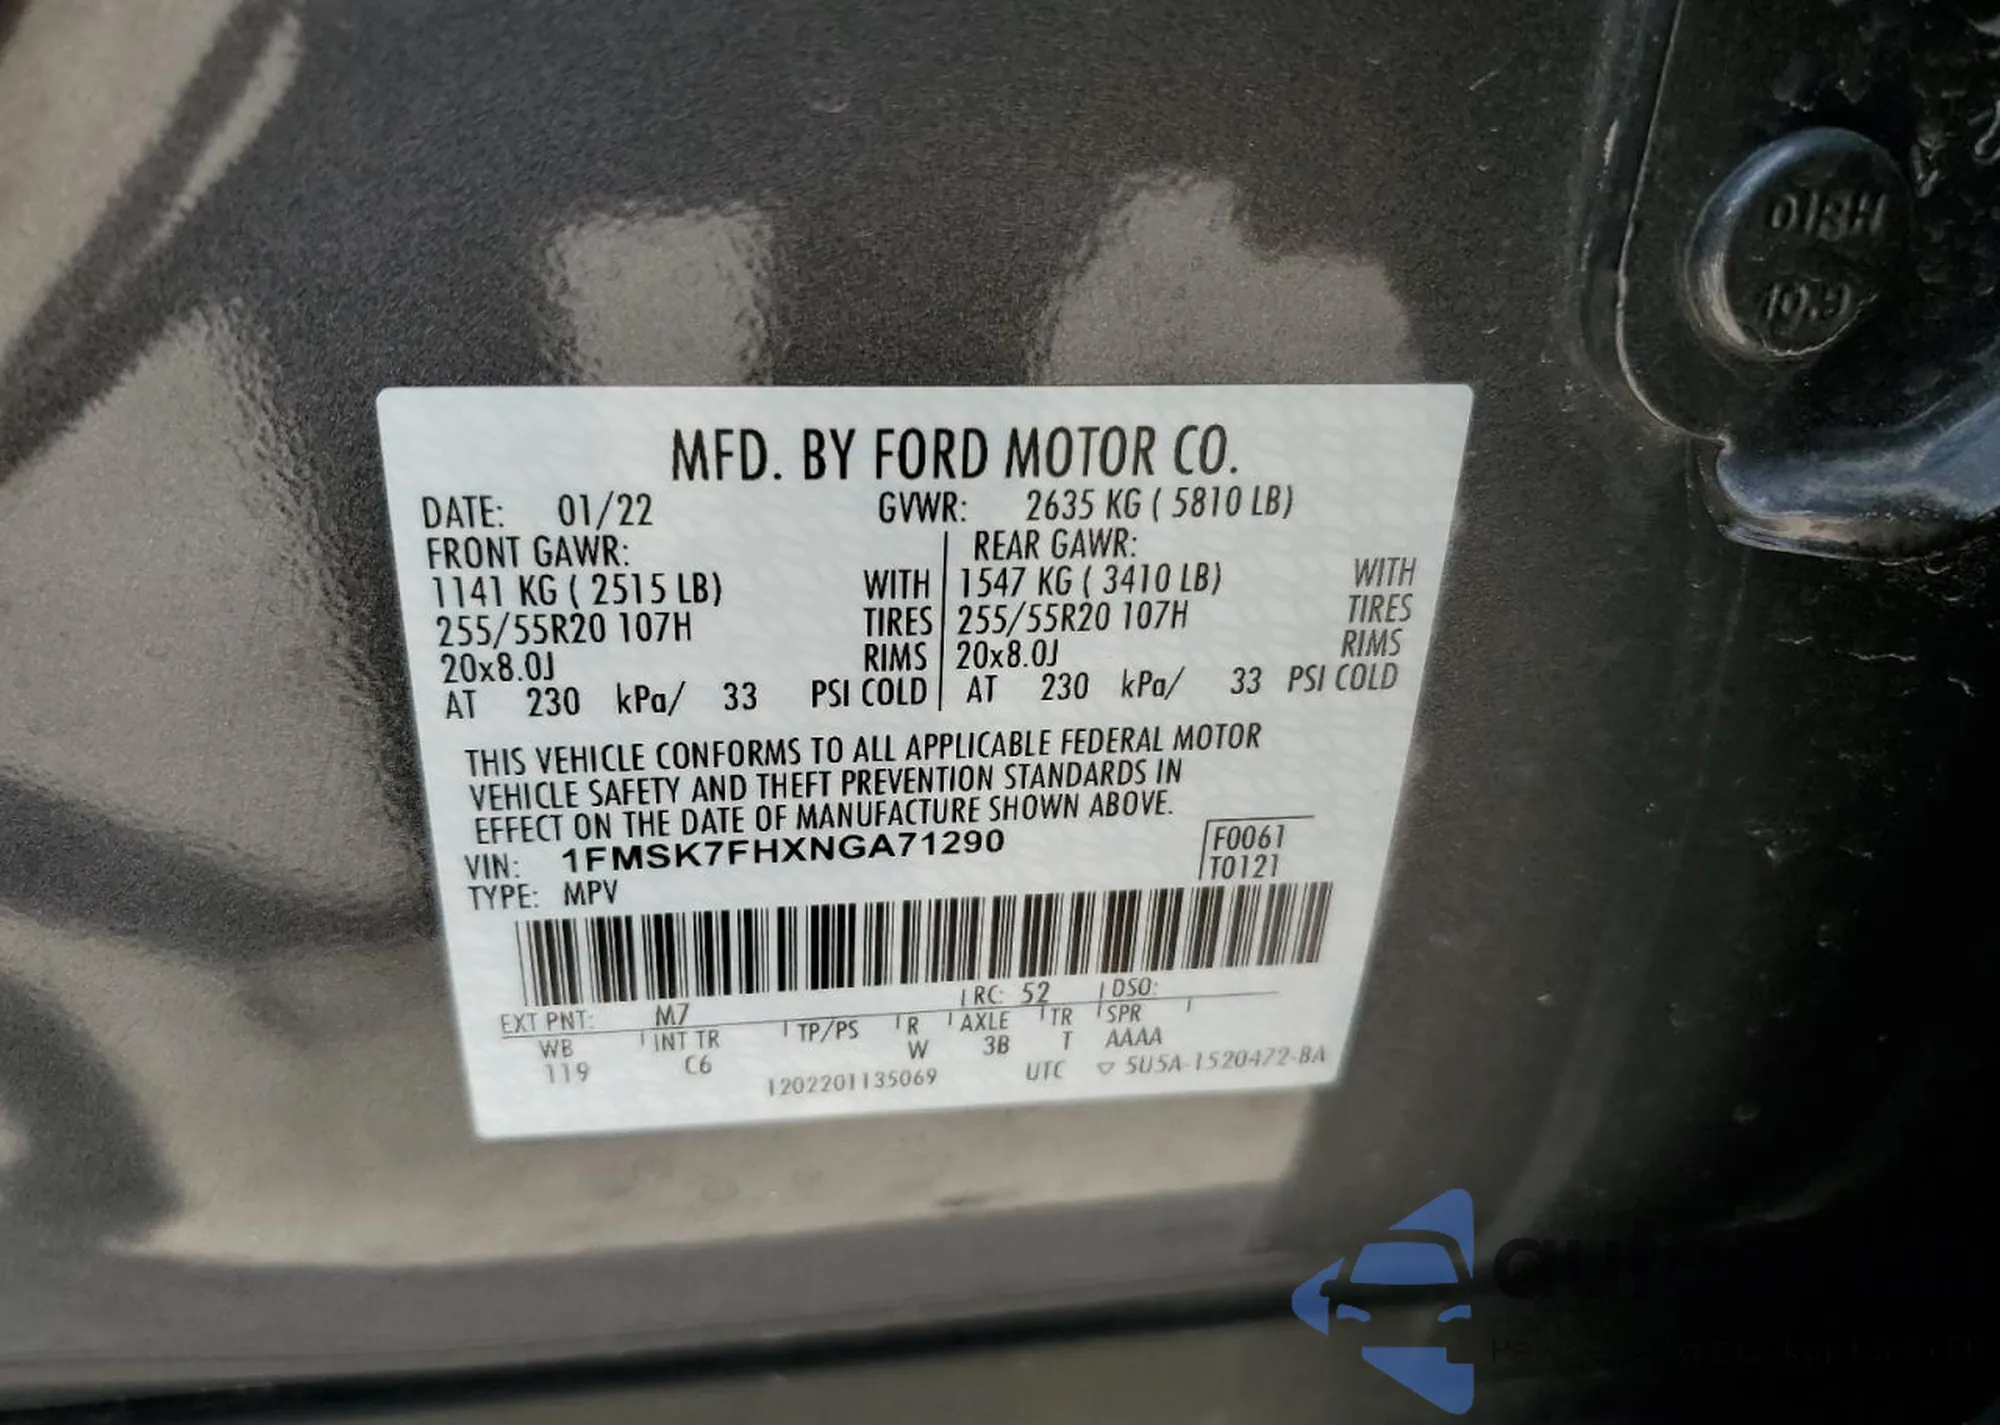 MFD. BY FORD MOTOR CO.
DATE: 01/22 GVWR: 2635 KG ( 5810 LB)
FRONT GAWR: REAR GAWR:
1141 KG ( 2515 LB) WITH 1547 KG ( 3410 LB) WITH
255/55R20 107H TIRES 255/55R20 107H TIRES
20x8.0J RIMS 20x8.0J RIMS
AT 230 kPa/ 33 PSI COLD AT 230 kPa/ 33 PSI COLD
THIS VEHICLE CONFORMS TO ALL APPLICABLE FEDERAL MOTOR
VEHICLE SAFETY AND THEFT PREVENTION STANDARDS IN
EFFECT ON THE DATE OF MANUFACTURE SHOWN ABOVE.
VIN: 1FMSK7FHXNGA71290 F0061
TYPE: MPV T0121
EXT PNT: M7 RC: 52 DSO:
WB INT TR TP/PS R AXLE TR SPR
119 C6 W 3B T AAAA
1202201135069 UTC ▽ 5U5A-1520472-BA